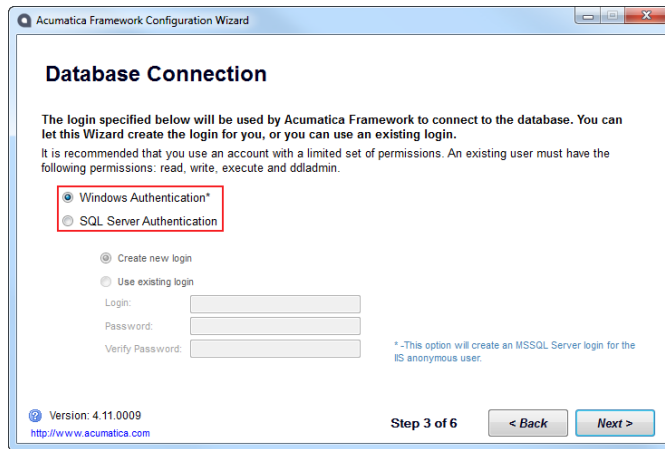 Acumatica Framework Configuration Wizard
Database Connection
The login specified below will be used by Acumatica Framework to connect to the database. You can
let this Wizard create the login for you, or you can use an existing login.
It is recommended that you use an account with a limited set of permissions. An existing user must have the
following permissions: read, write, execute and ddladmin.
Windows Authentication*
SQL Server Authentication
Create new login
Use existing login
Login:
Password:
Verify Password:
* -This option will create an MSSQL Server login for the
IIS anonymous user.
Version: 4.11.0009
http://www.acumatica.com
Step 3 of 6
< Back
Next >